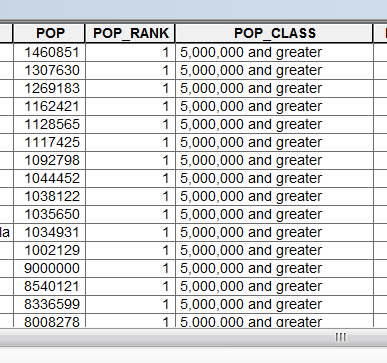 POP POP_RANK POP_CLASS
1460851 1 5,000,000 and greater
1307630 1 5,000,000 and greater
1269183 1 5,000,000 and greater
1162421 1 5,000,000 and greater
1128565 1 5,000,000 and greater
1117425 1 5,000,000 and greater
1092798 1 5,000,000 and greater
1044452 1 5,000,000 and greater
1038122 1 5,000,000 and greater
1035650 1 5,000,000 and greater
la 1034931 1 5,000,000 and greater
1002129 1 5,000,000 and greater
9000000 1 5,000,000 and greater
8540121 1 5,000,000 and greater
8336599 1 5,000,000 and greater
8008278 1 5,000,000 and greater